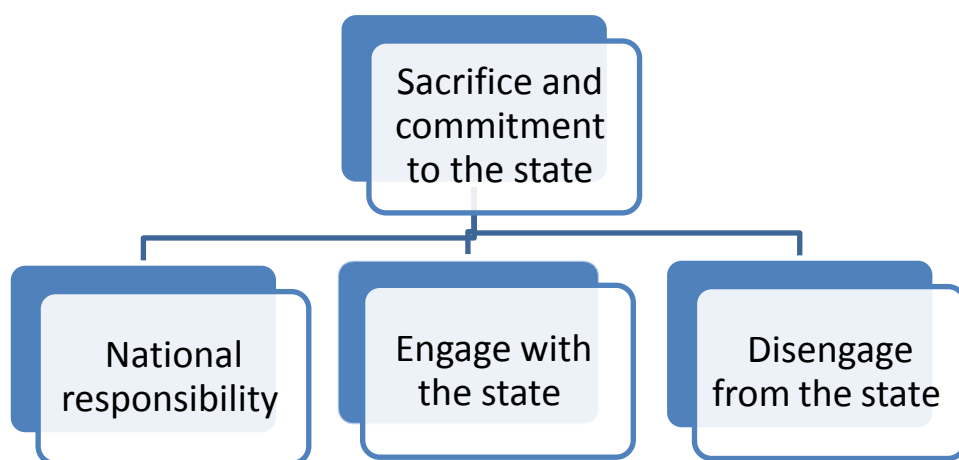 Sacrifice and
commitment
to the state
National
responsibility
Engage with
the state
Disengage
from the state